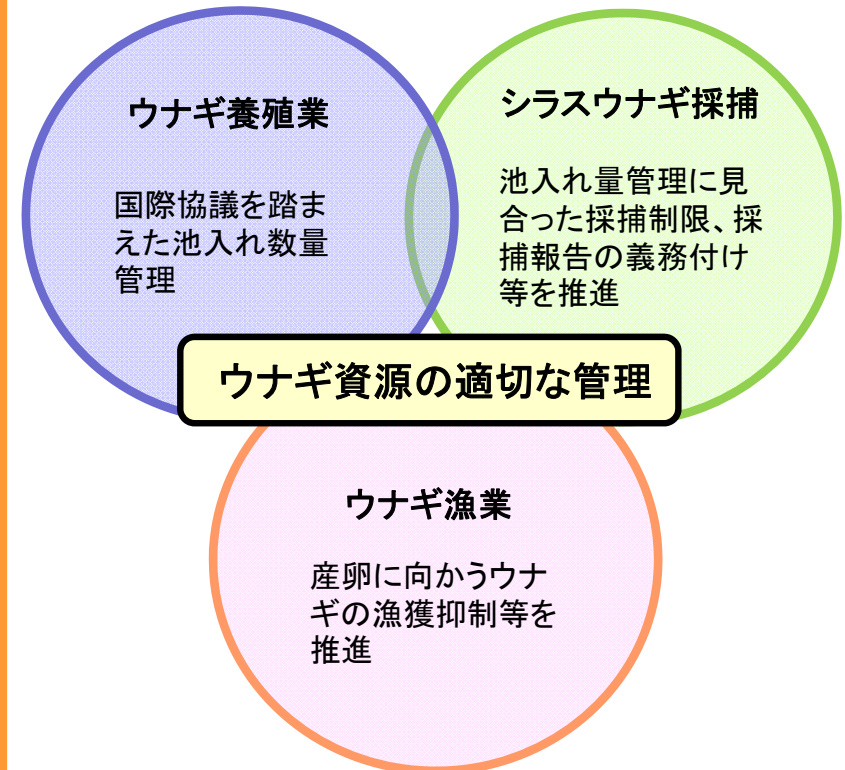 ウナギ養殖業
国際協議を踏ま
えた池入れ数量
管理
シラスウナギ採捕
池入れ量管理に見
合った採捕制限、採
捕報告の義務付け
等を推進
ウナギ資源の適切な管理
ウナギ漁業
産卵に向かうウナ
ギの漁獲抑制等を
推進